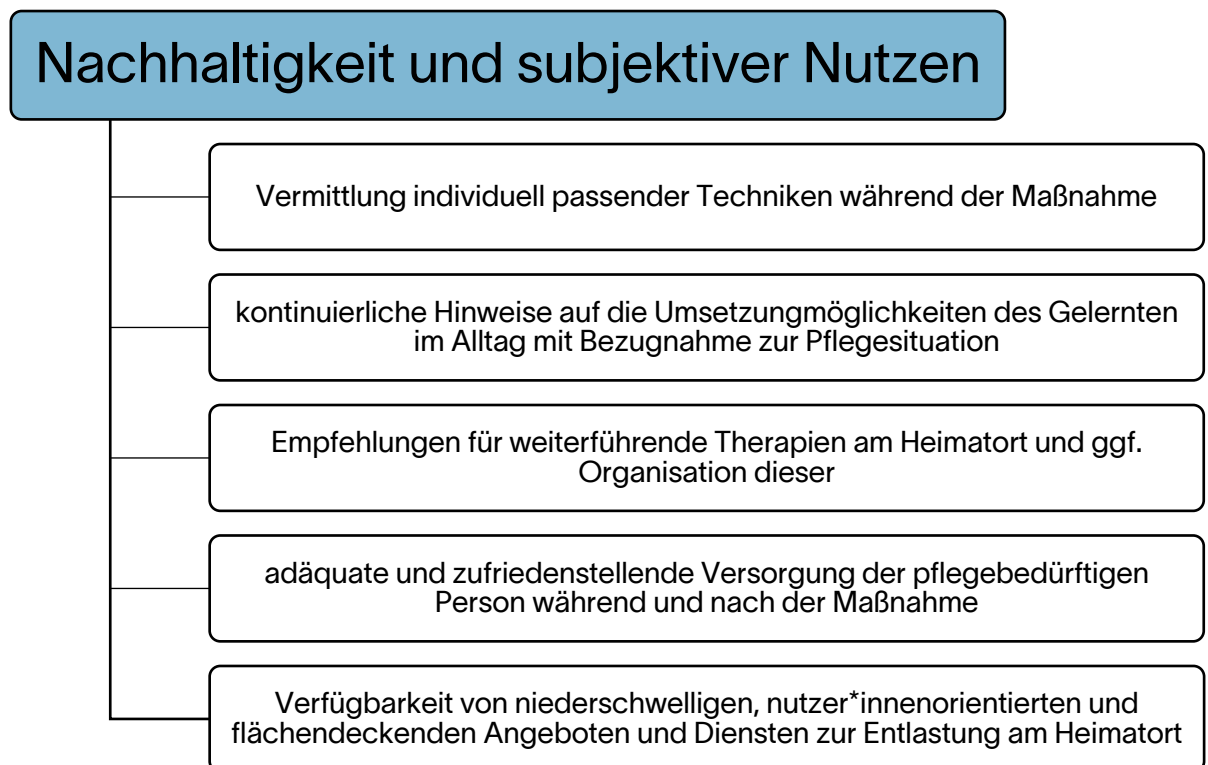 Nachhaltigkeit und subjektiver Nutzen
Vermittlung individuell passender Techniken während der Maßnahme
kontinuierliche Hinweise auf die Umsetzungmöglichkeiten des Gelernten
im Alltag mit Bezugnahme zur Pflegesituation
Empfehlungen für weiterführende Therapien am Heimatort und ggf.
Organisation dieser
adäquate und zufriedenstellende Versorgung der pflegebedürftigen
Person während und nach der Maßnahme
Verfügbarkeit von niederschwelligen, nutzer*innenorientierten und
flächendeckenden Angeboten und Diensten zur Entlastung am Heimatort